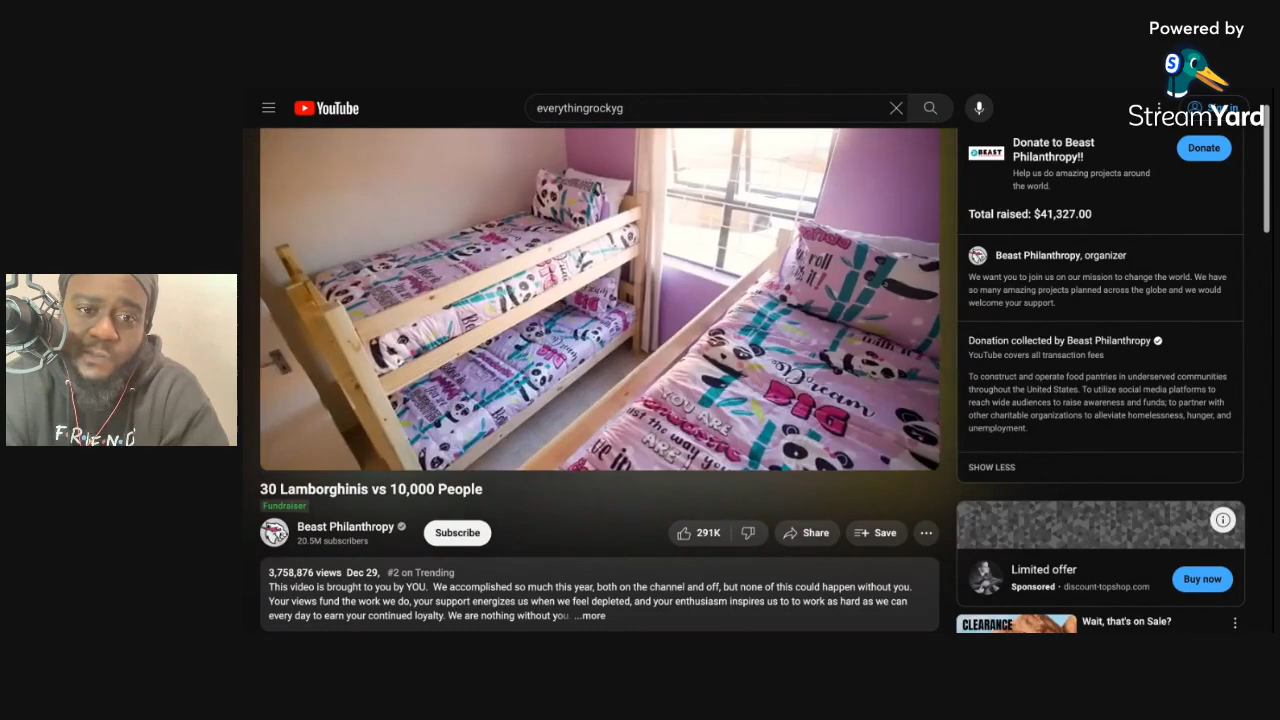 Powered by
S
StreamYard
YouTube
everythingrockyg
Donate to Beast
Philanthropy!!
Help us do amazing projects around
the world.
Donate
BEAST
Total raised: $41,327.00
Beast Philanthropy, organizer
We want you to join us on our mission to change the world. We have
so many amazing projects planned across the globe and we would
welcome your support.
Donation collected by Beast Philanthropy
YouTube covers all transaction fees
To construct and operate food pantries in underserved communities
throughout the United States. To utilize social media platforms to
reach wide audiences to raise awareness and funds; to partner with
other charitable organizations to alleviate homelessness, hunger, and
unemployment.
SHOW LESS
Dream
BIG
YOU ARE
the way you
ARE
BIG
F·R·I·E·N·D
30 Lamborghinis vs 10,000 People
Fundraiser
Beast Philanthropy
20.5M subscribers
Subscribe
291K
Share
Save
3,758,876 views Dec 29, #2 on Trending
This video is brought to you by YOU. We accomplished so much this year, both on the channel and off, but none of this could happen without you.
Your views fund the work we do, your support energizes us when we feel depleted, and your enthusiasm inspires us to to work as hard as we can
every day to earn your continued loyalty. We are nothing without you. ...more
Limited offer
Sponsored · discount-topshop.com
Buy now
CLEARANCE
Wait, that's on Sale?